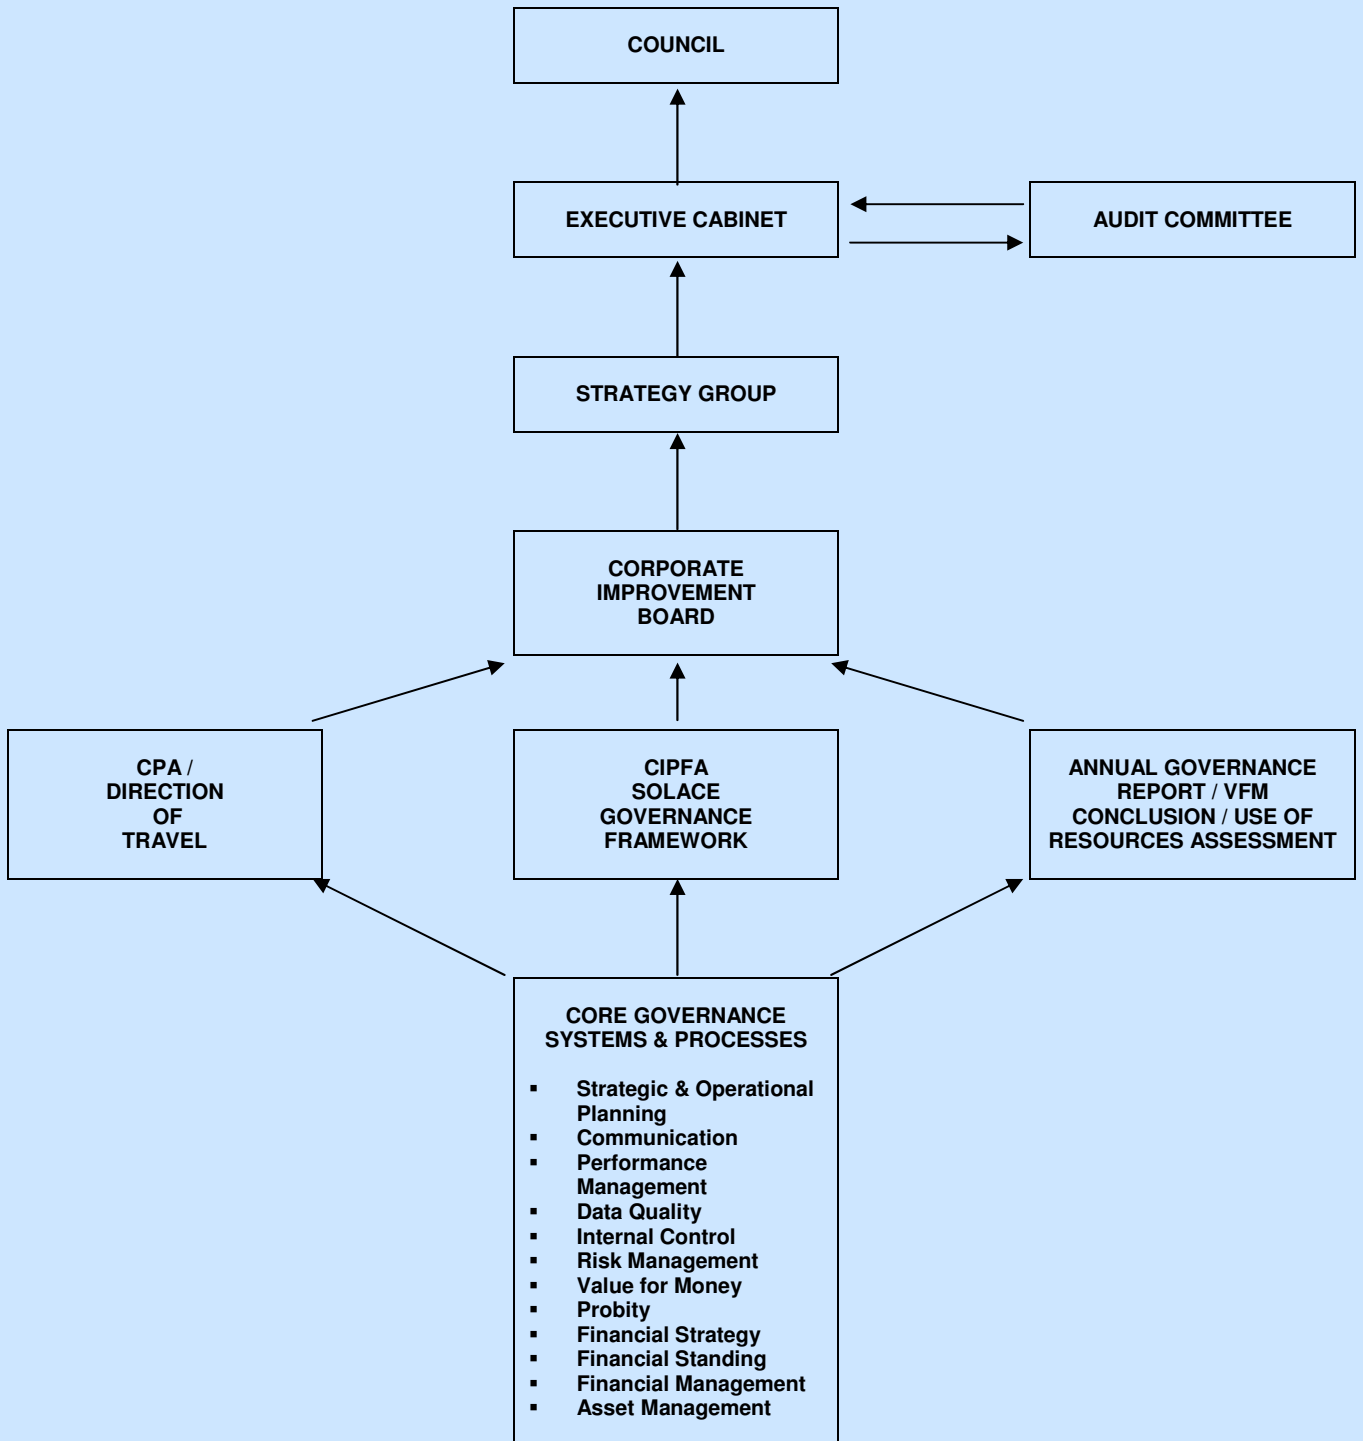 COUNCIL
EXECUTIVE CABINET
AUDIT COMMITTEE
STRATEGY GROUP
CORPORATE
IMPROVEMENT
BOARD
CPA /
DIRECTION
OF
TRAVEL
CIPFA
SOLACE
GOVERNANCE
FRAMEWORK
ANNUAL GOVERNANCE
REPORT / VFM
CONCLUSION / USE OF
RESOURCES ASSESSMENT
CORE GOVERNANCE
SYSTEMS & PROCESSES
▪ Strategic & Operational
Planning
▪ Communication
▪ Performance
Management
▪ Data Quality
▪ Internal Control
▪ Risk Management
▪ Value for Money
▪ Probity
▪ Financial Strategy
▪ Financial Standing
▪ Financial Management
▪ Asset Management